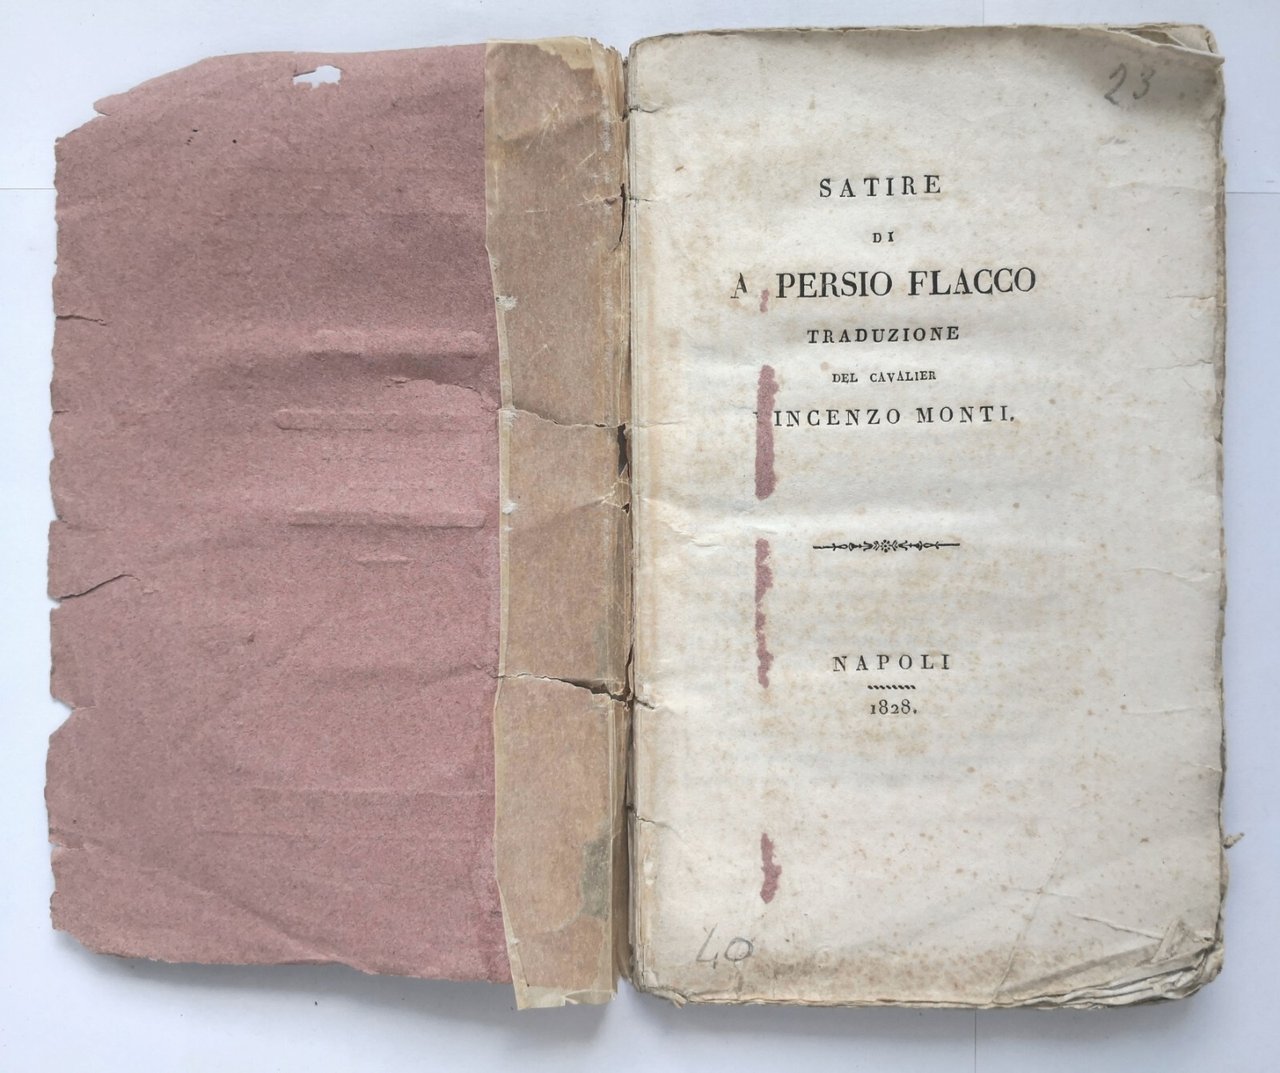 23
SATIRE
DI
A PERSIO FLACCO
TRADUZIONE
DEL CAVALIER
INCENZO MONTI.
NAPOLI
1828.
40